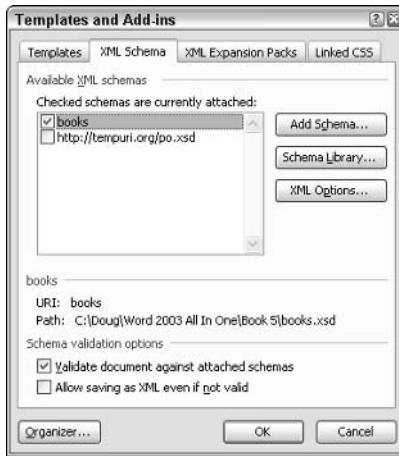 Templates and Add-ins
Templates XML Schema XML Expansion Packs Linked CSS
Available XML schemas
Checked schemas are currently attached:
books
http://tempuri.org/po.xsd
Add Schema...
Schema Library...
XML Options...
books
URI: books
Path: C:\Doug\Word 2003 All In One\Book 5\books.xsd
Schema validation options
Validate document against attached schemas
Allow saving as XML even if not valid
Organizer... OK Cancel